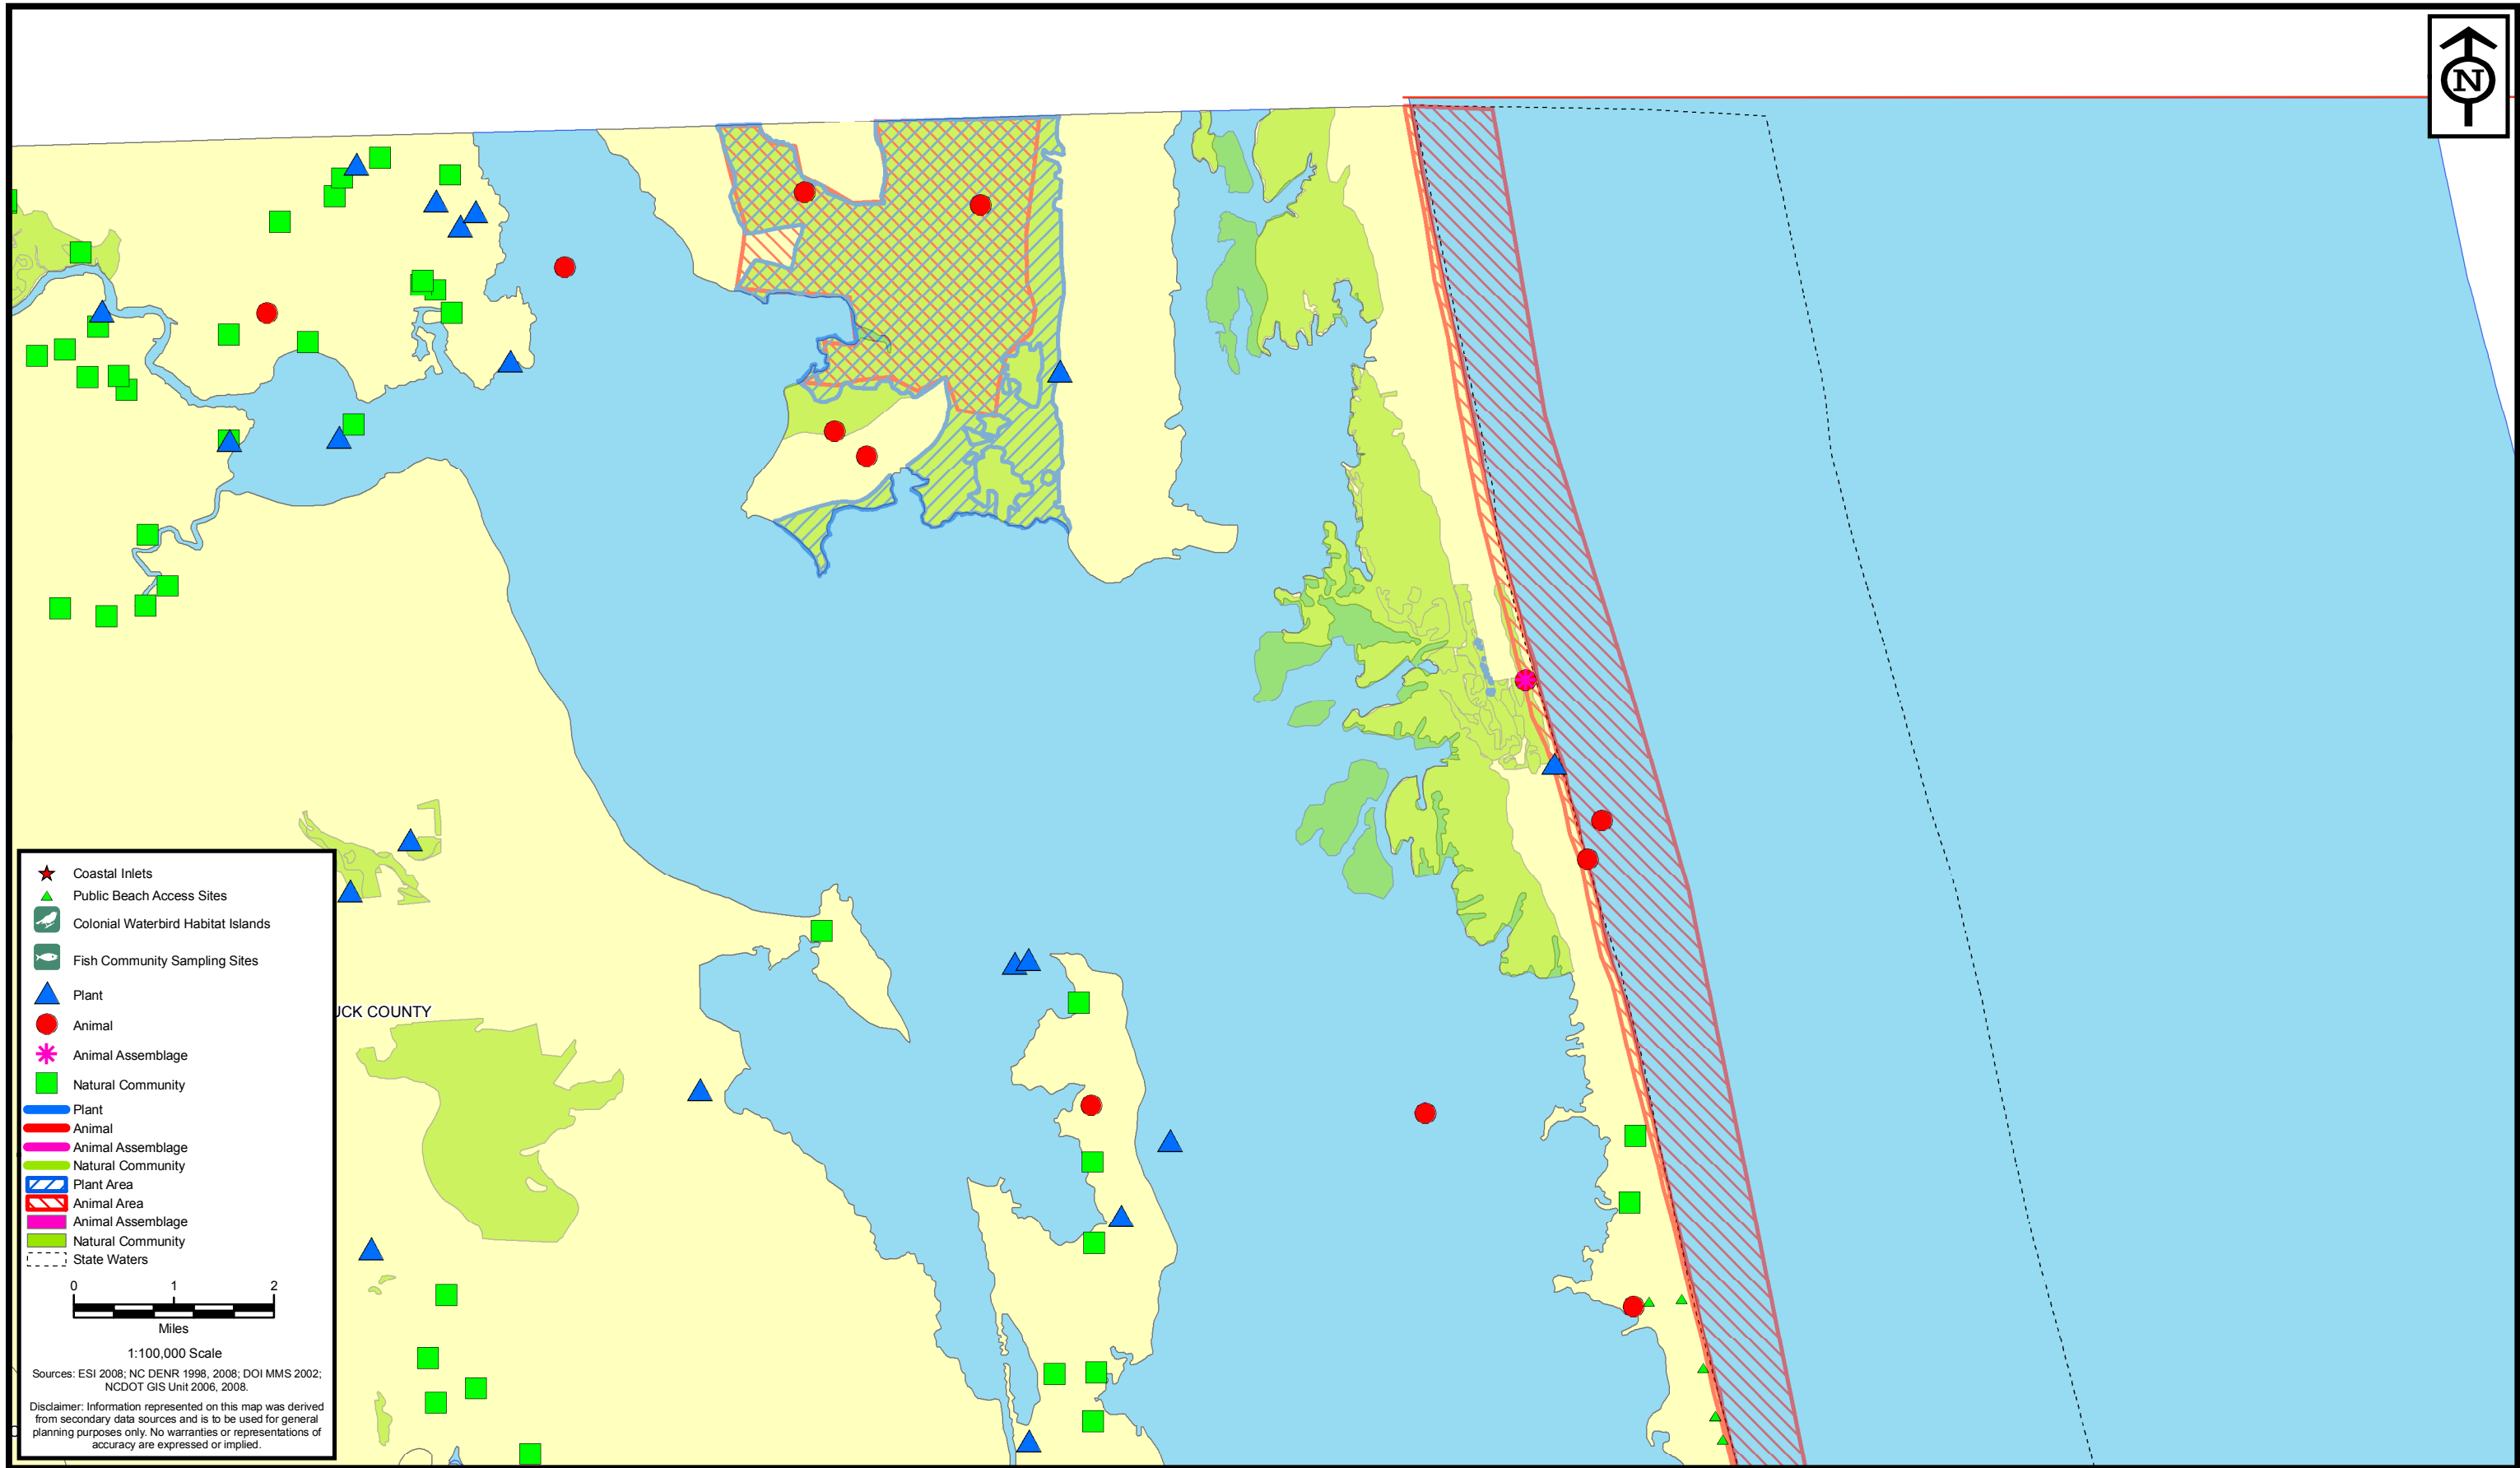 N
Coastal Inlets
Public Beach Access Sites
Colonial Waterbird Habitat Islands
Fish Community Sampling Sites
Plant
UCK COUNTY
Animal
Animal Assemblage
Natural Community
Plant
Animal
Animal Assemblage
Natural Community
Plant Area
Animal Area
Animal Assemblage
Natural Community
State Waters
0 1 2
Miles
1:100,000 Scale
Sources: ESI 2008; NC DENR 1998, 2008; DOI MMS 2002;
NCDOT GIS Unit 2006, 2008.
Disclaimer: Information represented on this map was derived
from secondary data sources and is to be used for general
planning purposes only. No warranties or representations of
accuracy are expressed or implied.